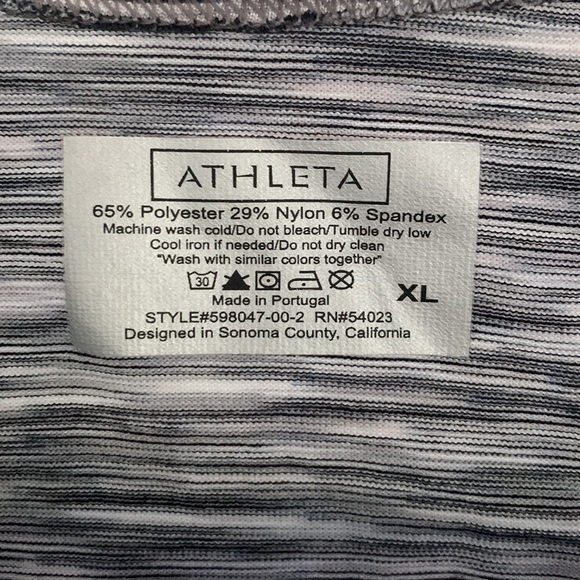 ATHLETA
65% Polyester 29% Nylon 6% Spandex
Machine wash cold/Do not bleach/Tumble dry low
Cool iron if needed/Do not dry clean
"Wash with similar colors together"
30
Made in Portugal
XL
STYLE#598047-00-2 RN#54023
Designed in Sonoma County, California